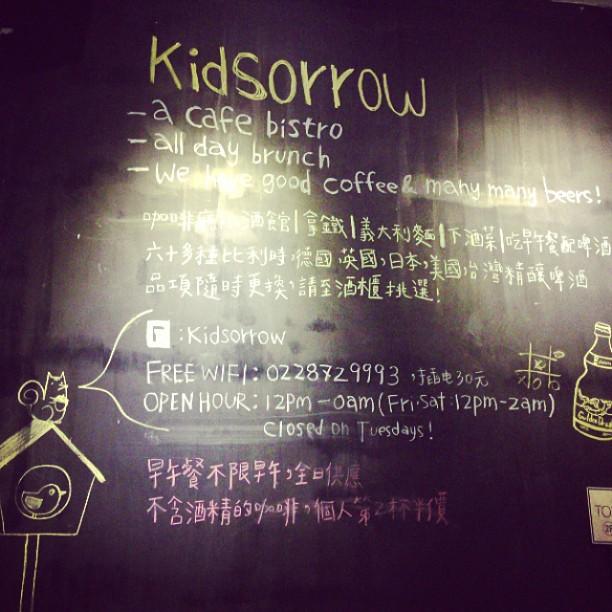 Kidsorrow
- a cafe bistro
- all day brunch
- We have good coffee & many many beers!
咖啡廳 酒館 | 拿鐵 | 義大利麵 | 下酒菜 | 吃早午餐配啤酒
六十多種比利時,德國,英國,日本,美國,台灣精釀啤酒
品項隨時更換,請至酒櫃挑選!
:Kidsorrow
FREE WIFI: 0228729993 ,插电30元
OPEN HOUR: 12pm-0am(Fri.Sat:12pm-2am)
Closed on Tuesdays!
早午餐不限早午,全日供應
不含酒精的咖啡,個人第2杯半價
TO